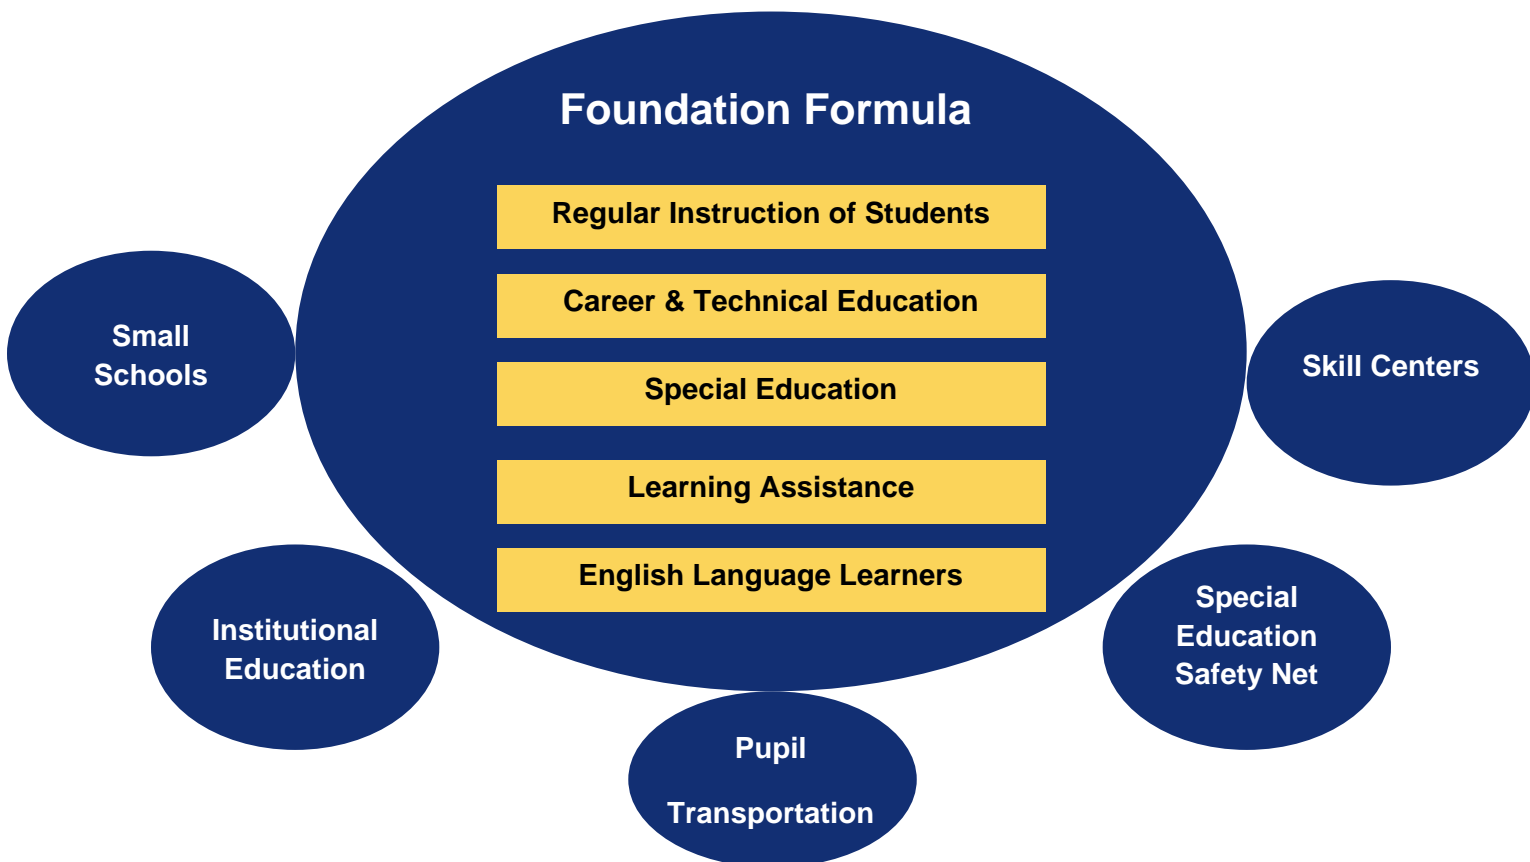 Foundation Formula
Regular Instruction of Students
Career & Technical Education
Special Education
Learning Assistance
English Language Learners
Small
Schools
Institutional
Education
Pupil
Transportation
Special
Education
Safety Net
Skill Centers